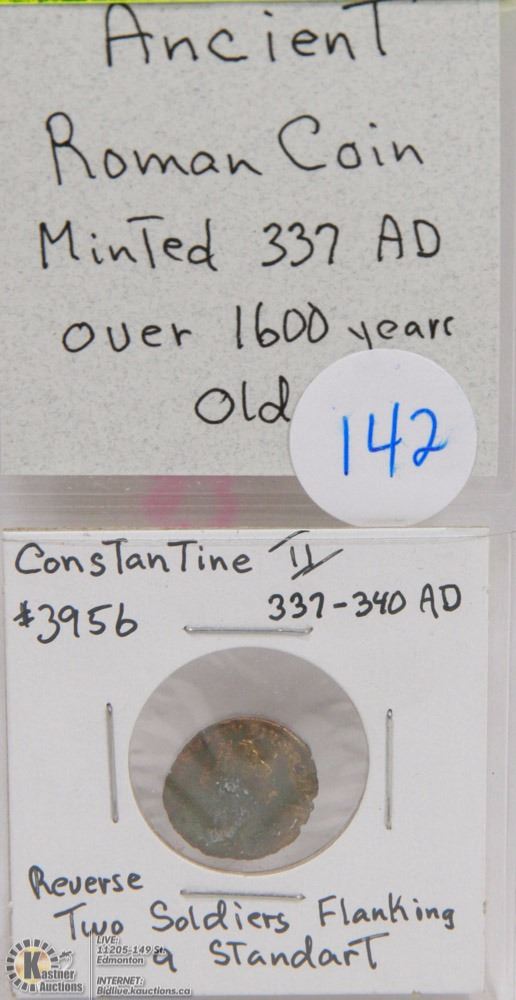 Ancient
Roman Coin
Minted 337 AD
over 1600 years
Old
142
Constantine II
337-340 AD
#3956
Reverse
Two Soldiers Flanking
a Standart
Kastner
Auctions
LIVE:
11205-149 St.
Edmonton
INTERNET:
Bidlive.kauctions.ca